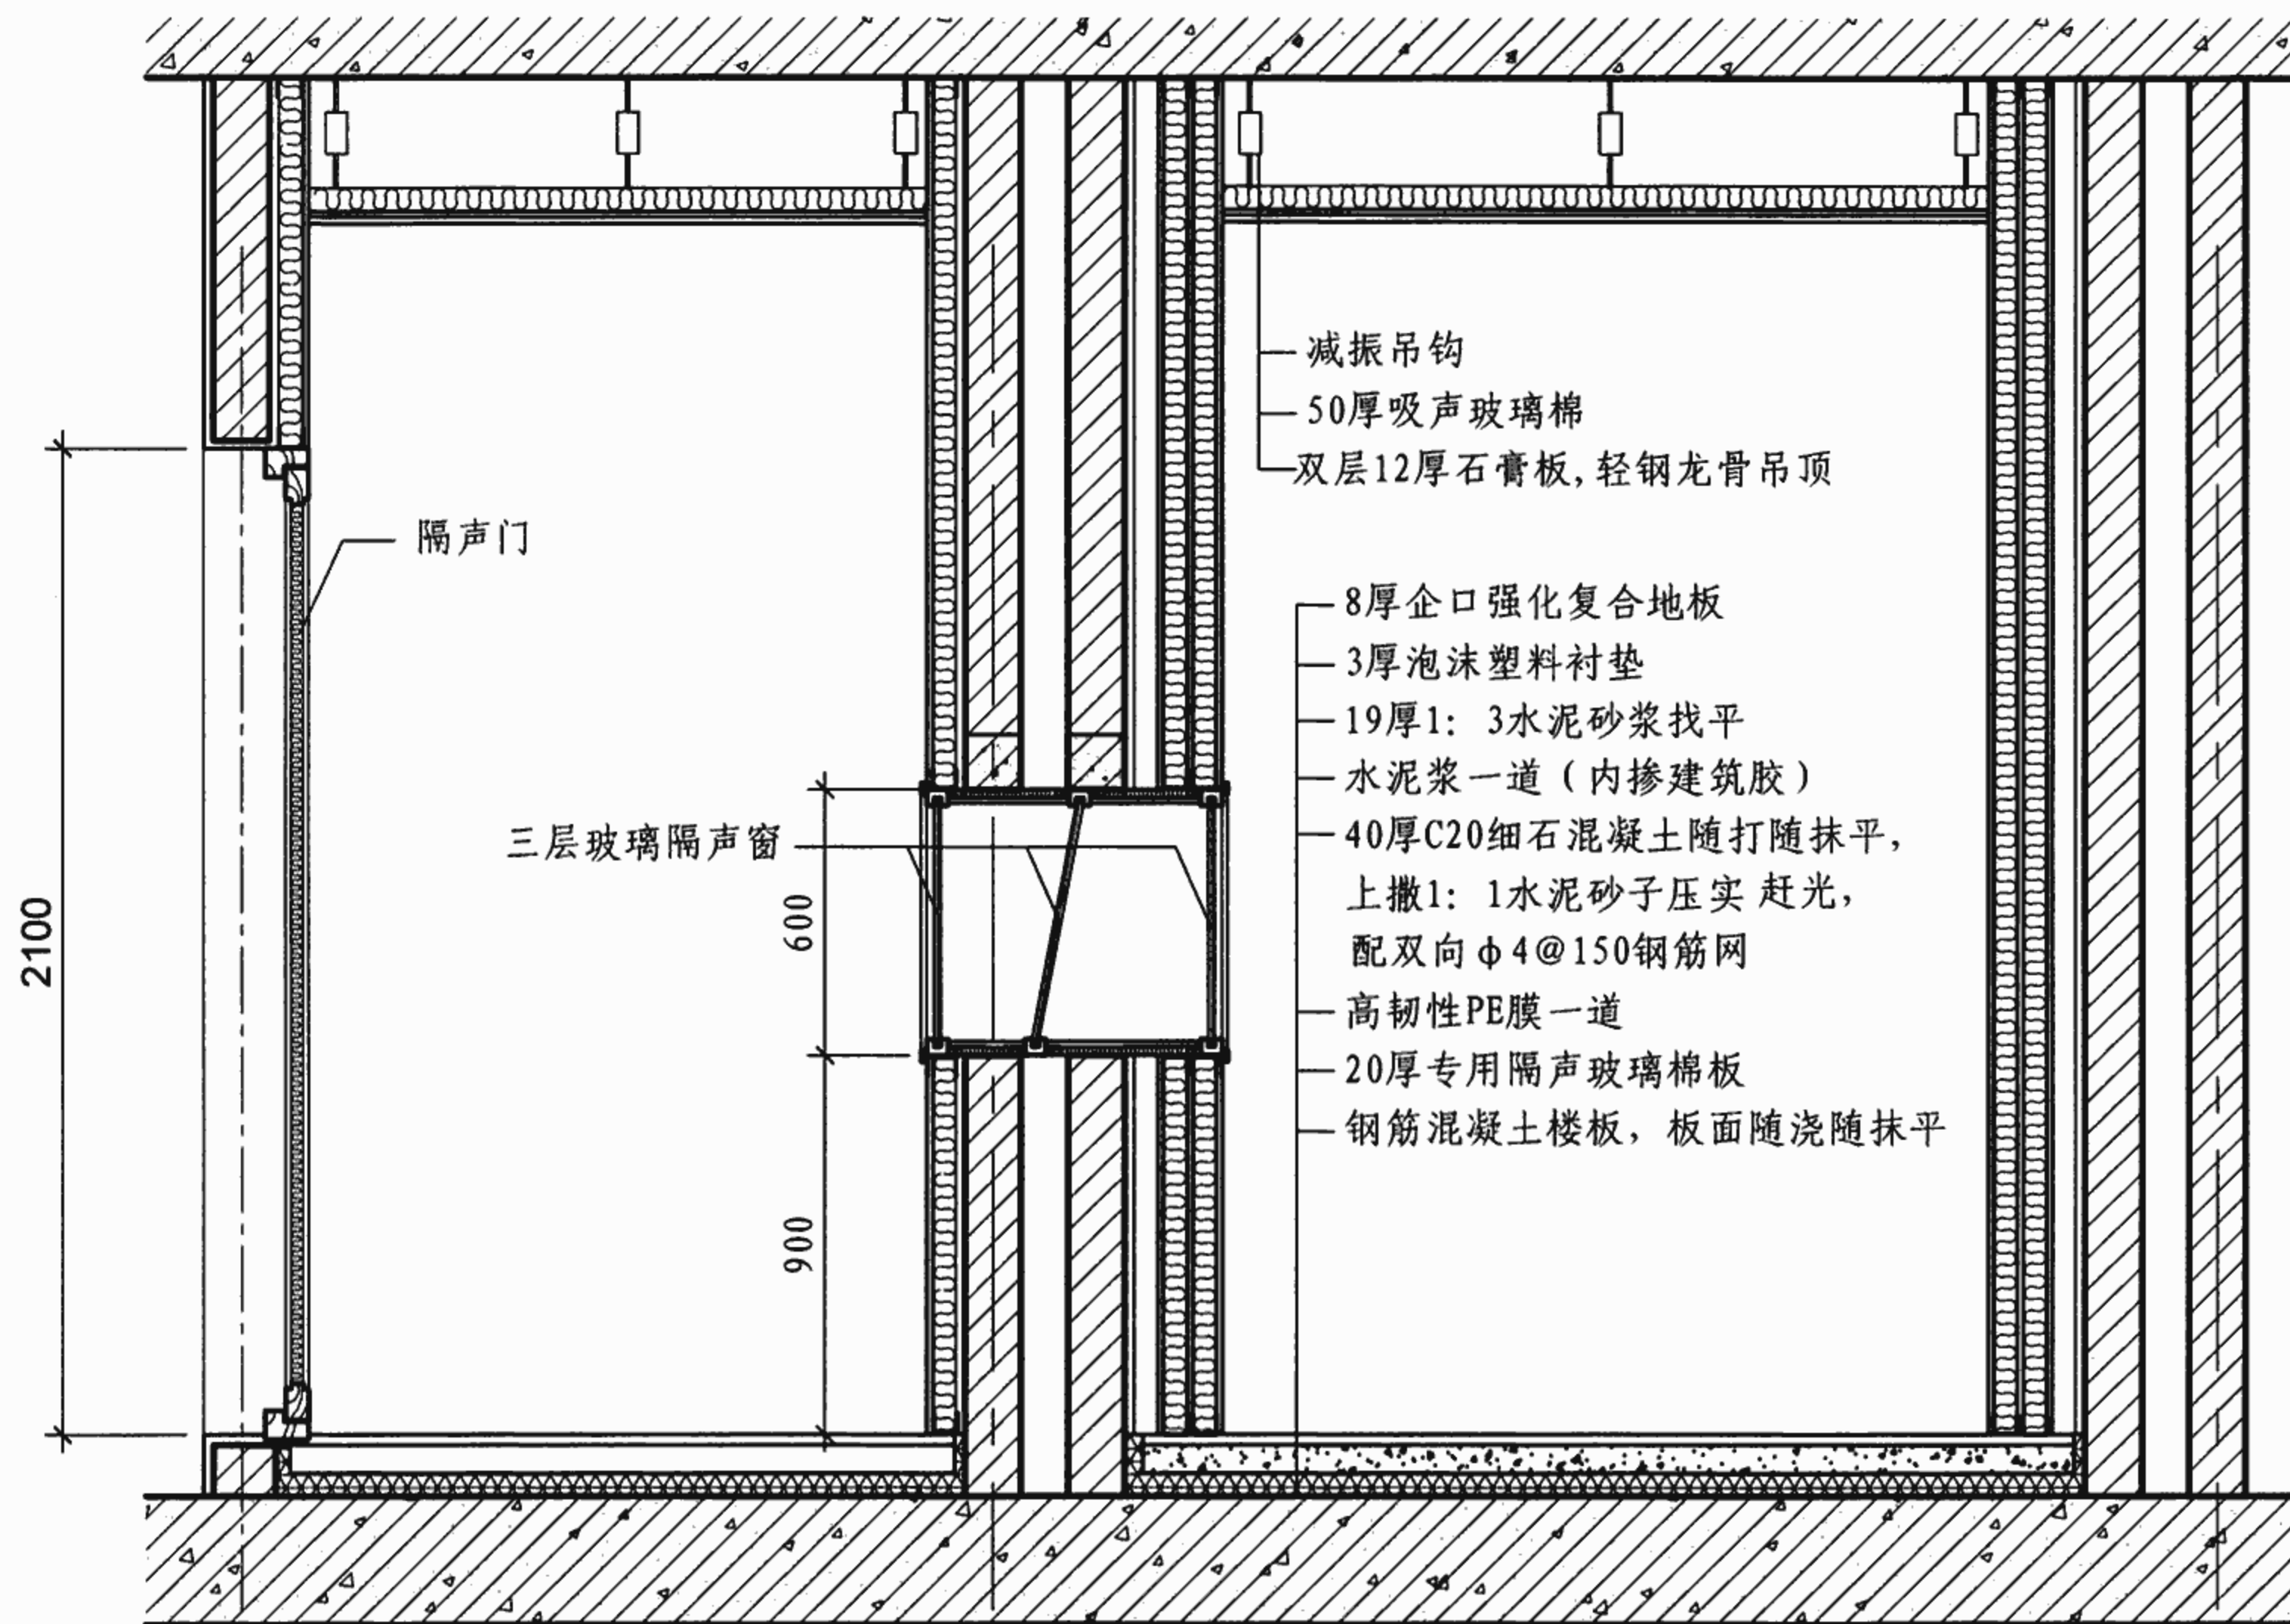 减振吊钩
50厚吸声玻璃棉
双层12厚石膏板,轻钢龙骨吊顶
隔声门
8厚企口强化复合地板
3厚泡沫塑料衬垫
19厚1：3水泥砂浆找平
水泥浆一道（内掺建筑胶）
三层玻璃隔声窗
40厚C20细石混凝土随打随抹平，
上撒1：1水泥砂子压实 赶光，
配双向ф4@150钢筋网
高韧性PE膜一道
20厚专用隔声玻璃棉板
钢筋混凝土楼板，板面随浇随抹平
2100
600
900